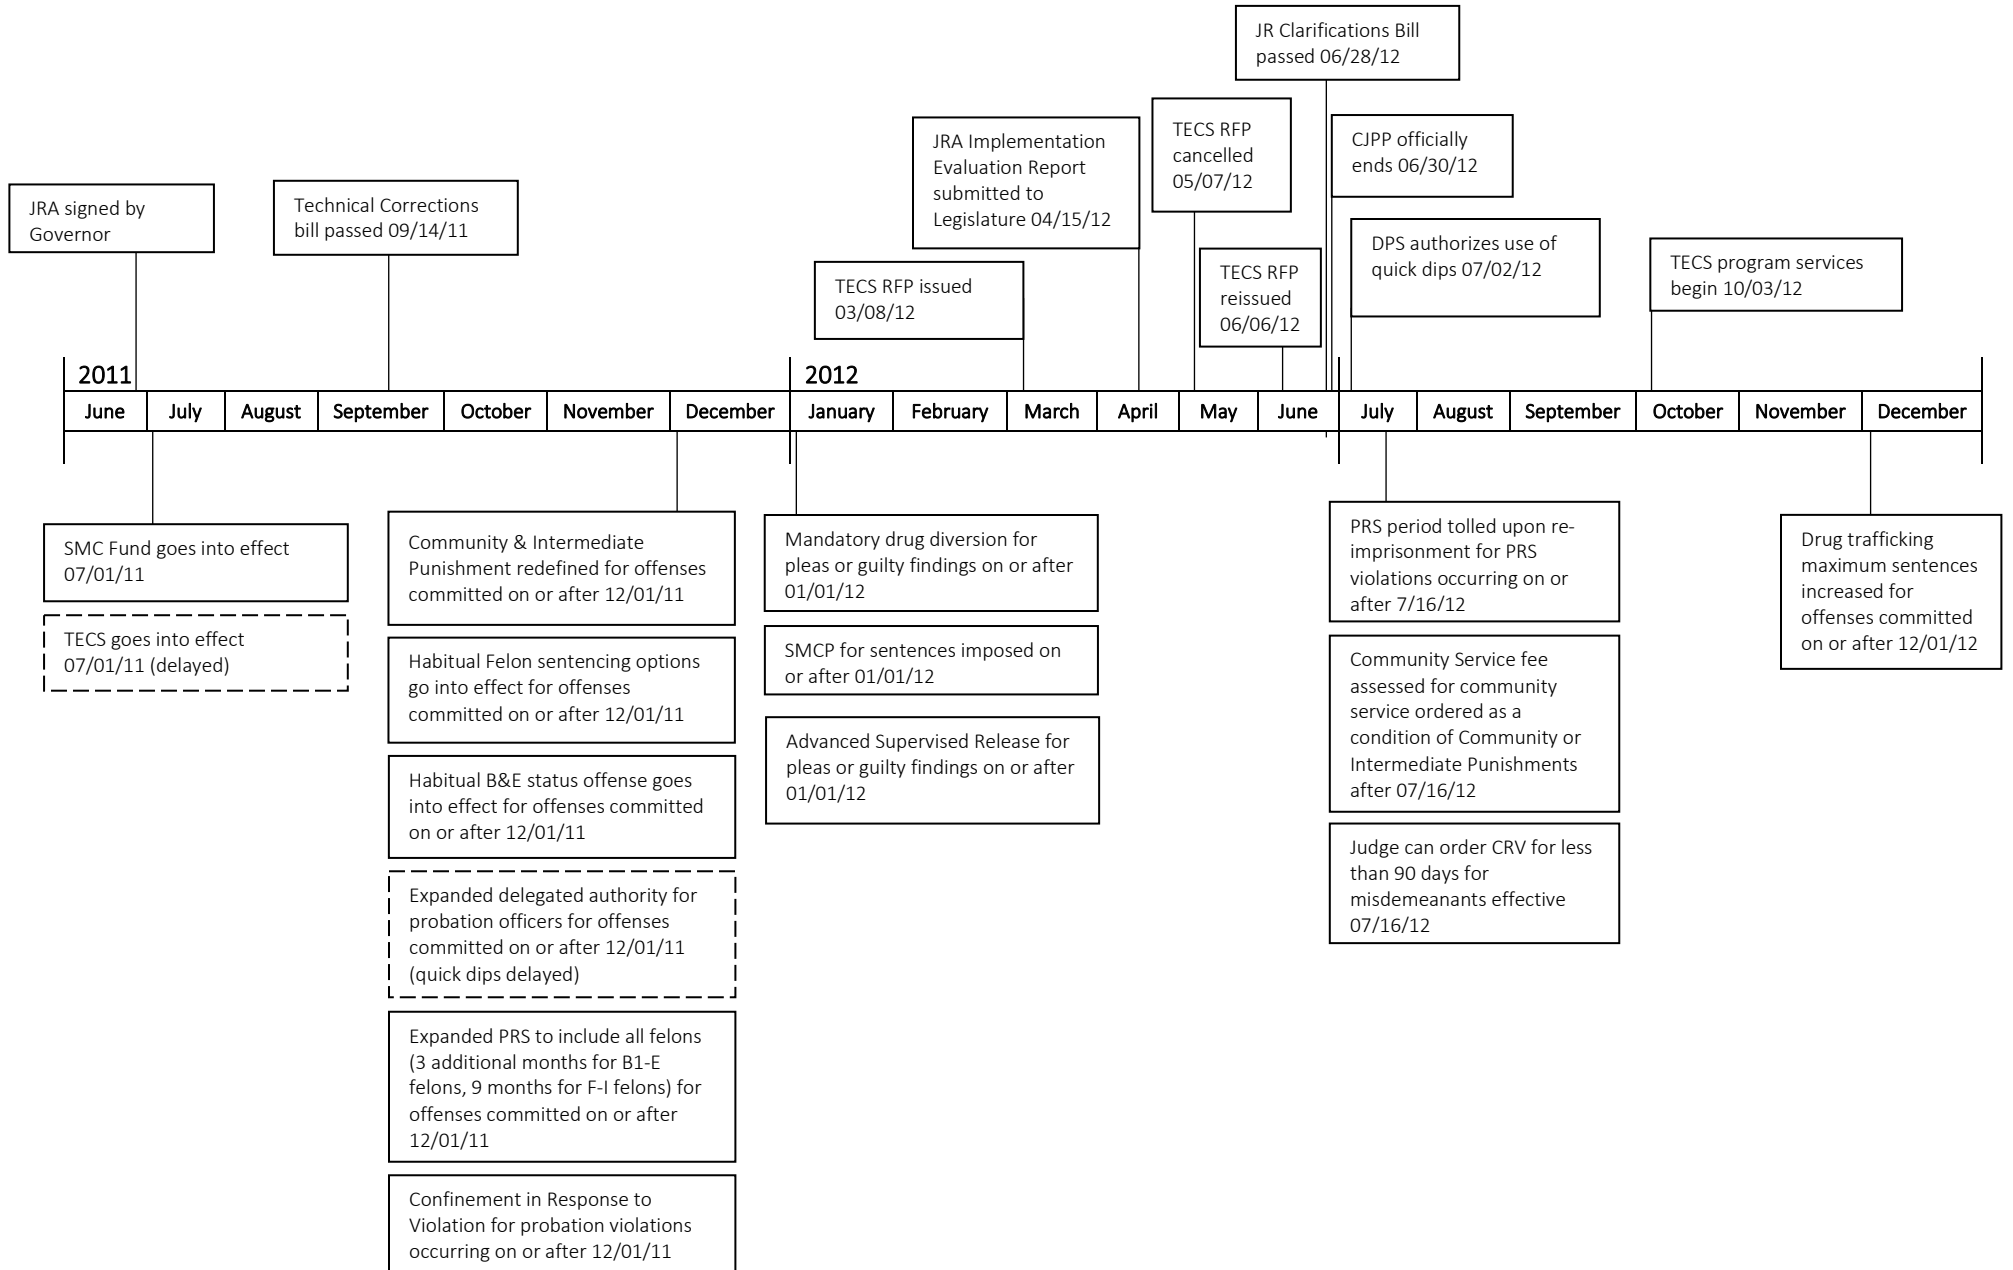 JR Clarifications Bill
passed 06/28/12
JRA Implementation
Evaluation Report
submitted to
Legislature 04/15/12
TECS RFP
cancelled
05/07/12
CJPP officially
ends 06/30/12
JRA signed by
Governor
Technical Corrections
bill passed 09/14/11
TECS RFP issued
03/08/12
TECS RFP
reissued
06/06/12
DPS authorizes use of
quick dips 07/02/12
TECS program services
begin 10/03/12
2011
2012
June July August September October November December January February March April May June July August September October November December
SMC Fund goes into effect
07/01/11
TECS goes into effect
07/01/11 (delayed)
Community & Intermediate
Punishment redefined for offenses
committed on or after 12/01/11
Habitual Felon sentencing options
go into effect for offenses
committed on or after 12/01/11
Habitual B&E status offense goes
into effect for offenses committed
on or after 12/01/11
Expanded delegated authority for
probation officers for offenses
committed on or after 12/01/11
(quick dips delayed)
Expanded PRS to include all felons
(3 additional months for B1-E
felons, 9 months for F-I felons) for
offenses committed on or after
12/01/11
Confinement in Response to
Violation for probation violations
occurring on or after 12/01/11
Mandatory drug diversion for
pleas or guilty findings on or after
01/01/12
SMCP for sentences imposed on
or after 01/01/12
Advanced Supervised Release for
pleas or guilty findings on or after
01/01/12
PRS period tolled upon re-
imprisonment for PRS
violations occurring on or
after 7/16/12
Community Service fee
assessed for community
service ordered as a
condition of Community or
Intermediate Punishments
after 07/16/12
Judge can order CRV for less
than 90 days for
misdemeanants effective
07/16/12
Drug trafficking
maximum sentences
increased for
offenses committed
on or after 12/01/12